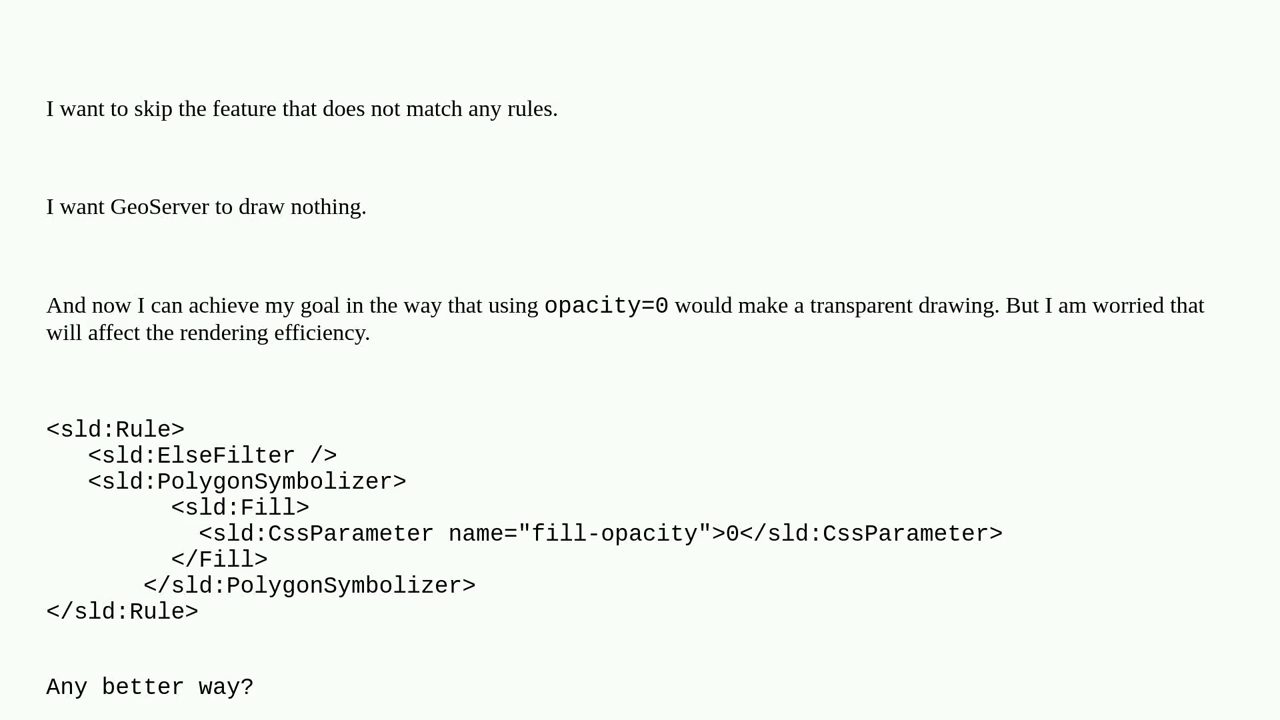 I want to skip the feature that does not match any rules.
I want GeoServer to draw nothing.
And now I can achieve my goal in the way that using opacity=0 would make a transparent drawing. But I am worried that
will affect the rendering efficiency.
<sld:Rule>
   <sld:ElseFilter />
   <sld:PolygonSymbolizer>
         <sld:Fill>
           <sld:CssParameter name="fill-opacity">0</sld:CssParameter>
         </Fill>
       </sld:PolygonSymbolizer>
</sld:Rule>
Any better way?